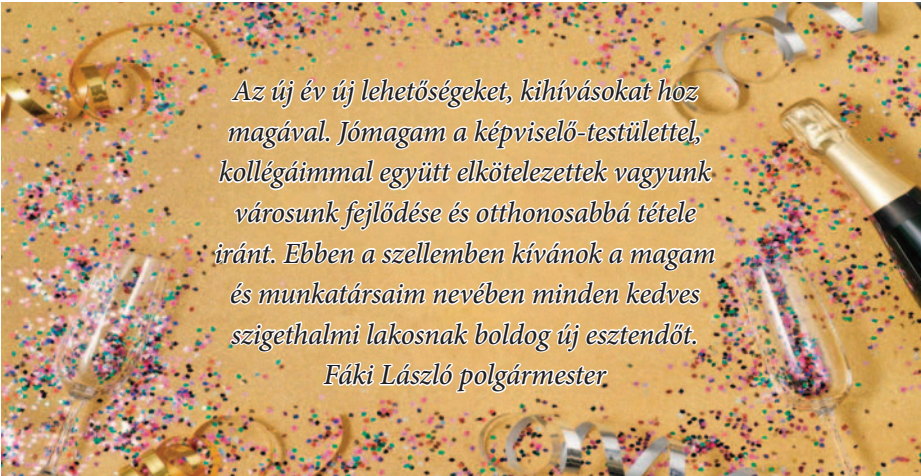 Az új év új lehetőségeket, kihívásokat hoz
magával. Jómagam a képviselő-testülettel,
kollégáimmal együtt elkötelezettek vagyunk
városunk fejlődése és otthonosabbá tétele
iránt. Ebben a szellemben kívánok a magam
és munkatársaim nevében minden kedves
szigethalmi lakosnak boldog új esztendőt.
Fáki László polgármester